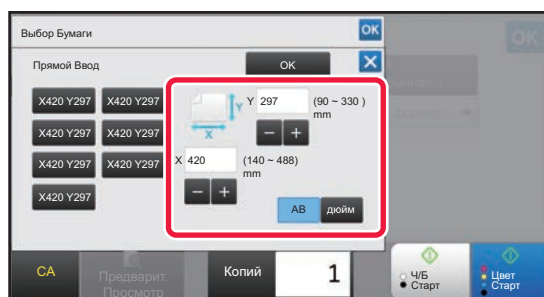 Выбор Бумаги
OK
OK
Прямой Ввод
OK
X420 Y297
X420 Y297
Y
Y 297
(90 ~ 330 )
mm
X
− +
X420 Y297
X420 Y297
X420 Y297
X420 Y297
X 420
(140 ~ 488)
mm
− +
X420 Y297
AB
дюйм
CA
Предварит.
Просмотр
Копий
1
Ч/Б
Старт
Цвет
Старт